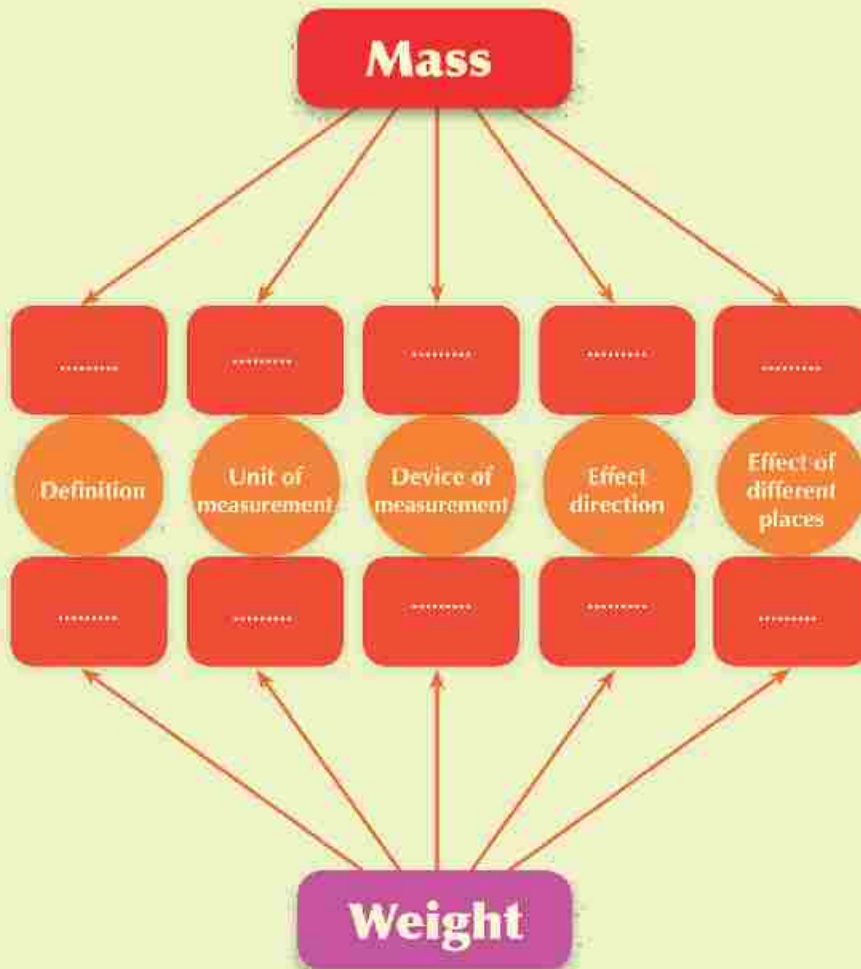 Mass
.........
.........
.........
.........
.........
Definition
Unit of
measurement
Device of
measurement
Effect
direction
Effect of
different
places
.........
.........
.........
.........
.........
Weight